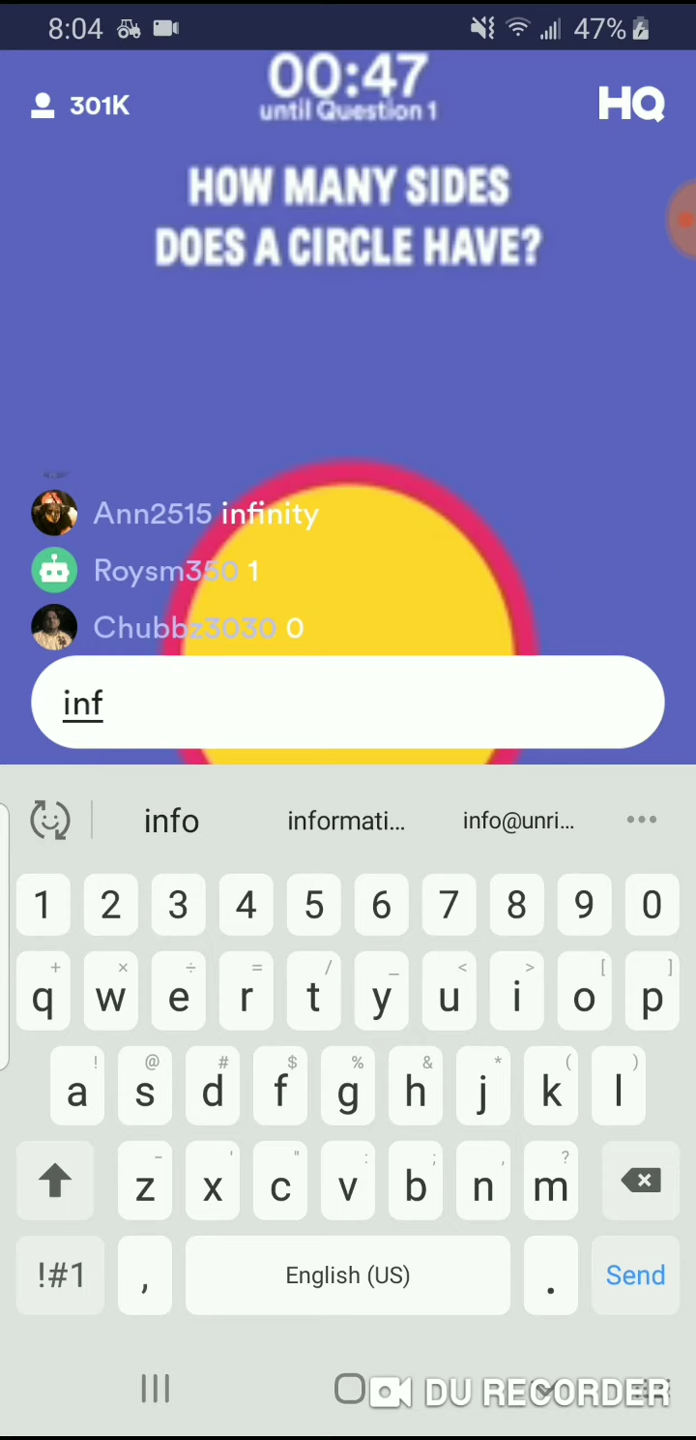 8:04 47%
00:47
until Question 1
301K
HQ
HOW MANY SIDES
DOES A CIRCLE HAVE?
Ann2515 infinity
Roysm350 1
Chubbz3030 0
inf
info informati... info@unri... •••
1 2 3 4 5 6 7 8 9 0
+ × ÷ = / _ < > [ ]
q w e r t y u i o p
! @ # $ % & * ( )
a s d f g h j k l
- ' " : ; , ?
z x c v b n m
!#1 , English (US) . Send
DU RECORDER